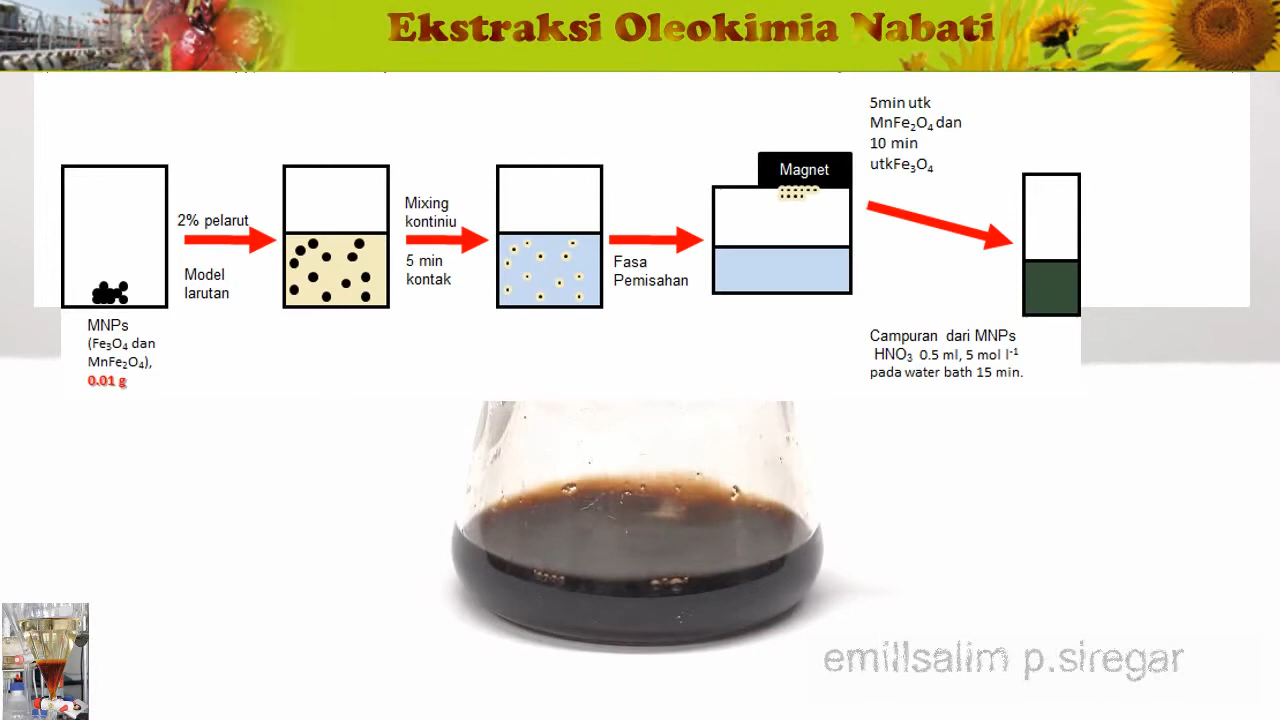 Ekstraksi Oleokimia Nabati
MNPs
(Fe₃O₄ dan
MnFe₂O₄),
0.01 g
2% pelarut
Model
larutan
Mixing
kontiniu
5 min
kontak
Fasa
Pemisahan
Magnet
5min utk
MnFe₂O₄ dan
10 min
utkFe₃O₄
Campuran dari MNPs
HNO₃ 0.5 ml, 5 mol l⁻¹
pada water bath 15 min.
emillsalim p.siregar